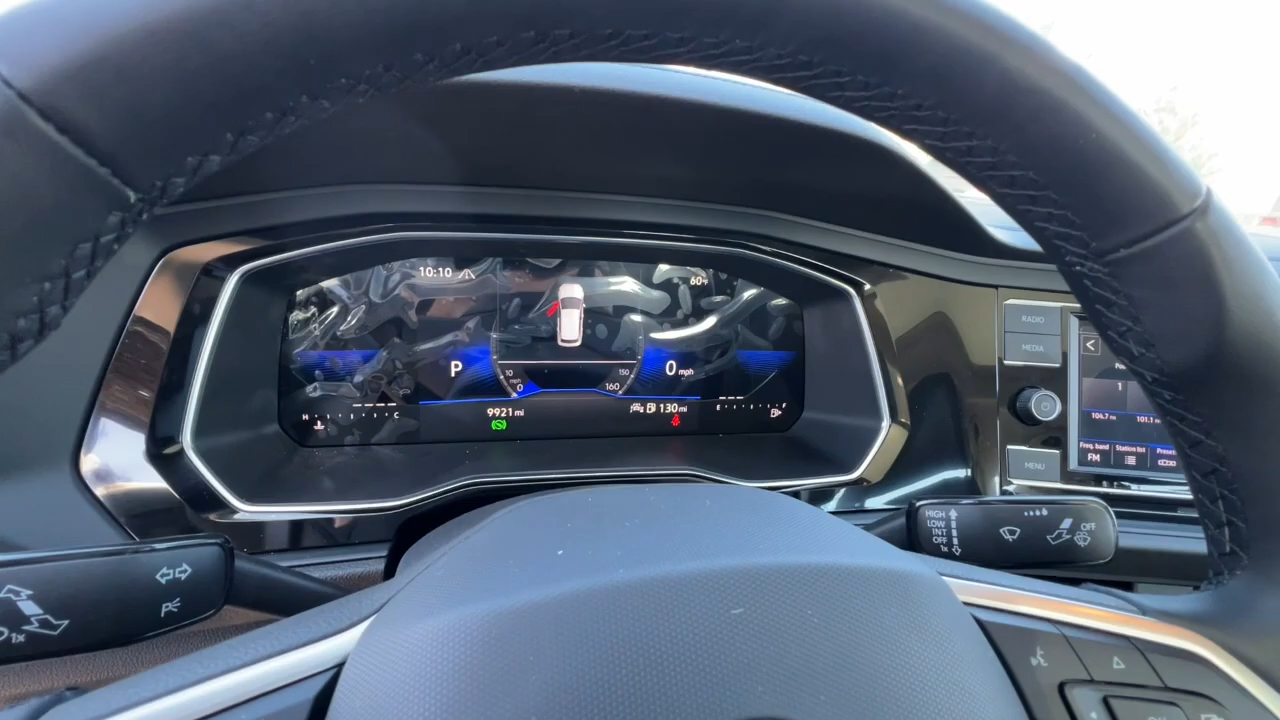 10:10
60°F
P
0 mph
10
mph
0
150
160
H
C
9921 mi
130 mi
E
F
RADIO
MEDIA
MENU
<
1
104.7
101.1
Freq. band
FM
Station list
HIGH
LOW
INT
OFF
1x
OFF
1x